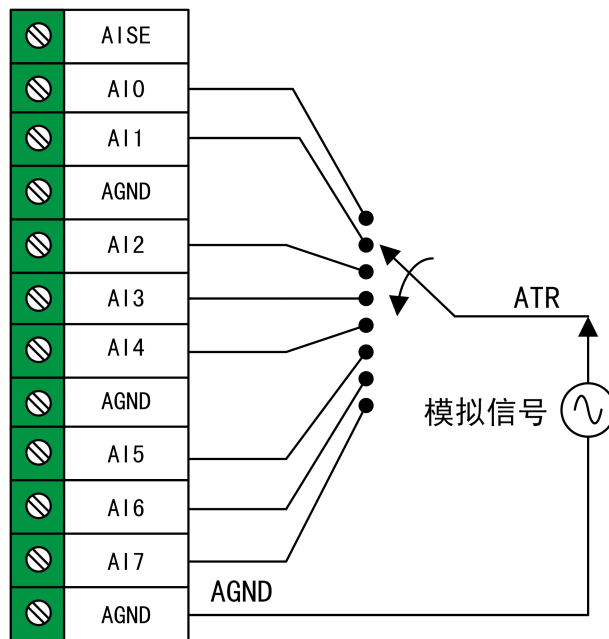 AISE
AI0
AI1
AGND
AI2
AI3
AI4
AGND
AI5
AI6
AI7
AGND
AGND
ATR
模拟信号